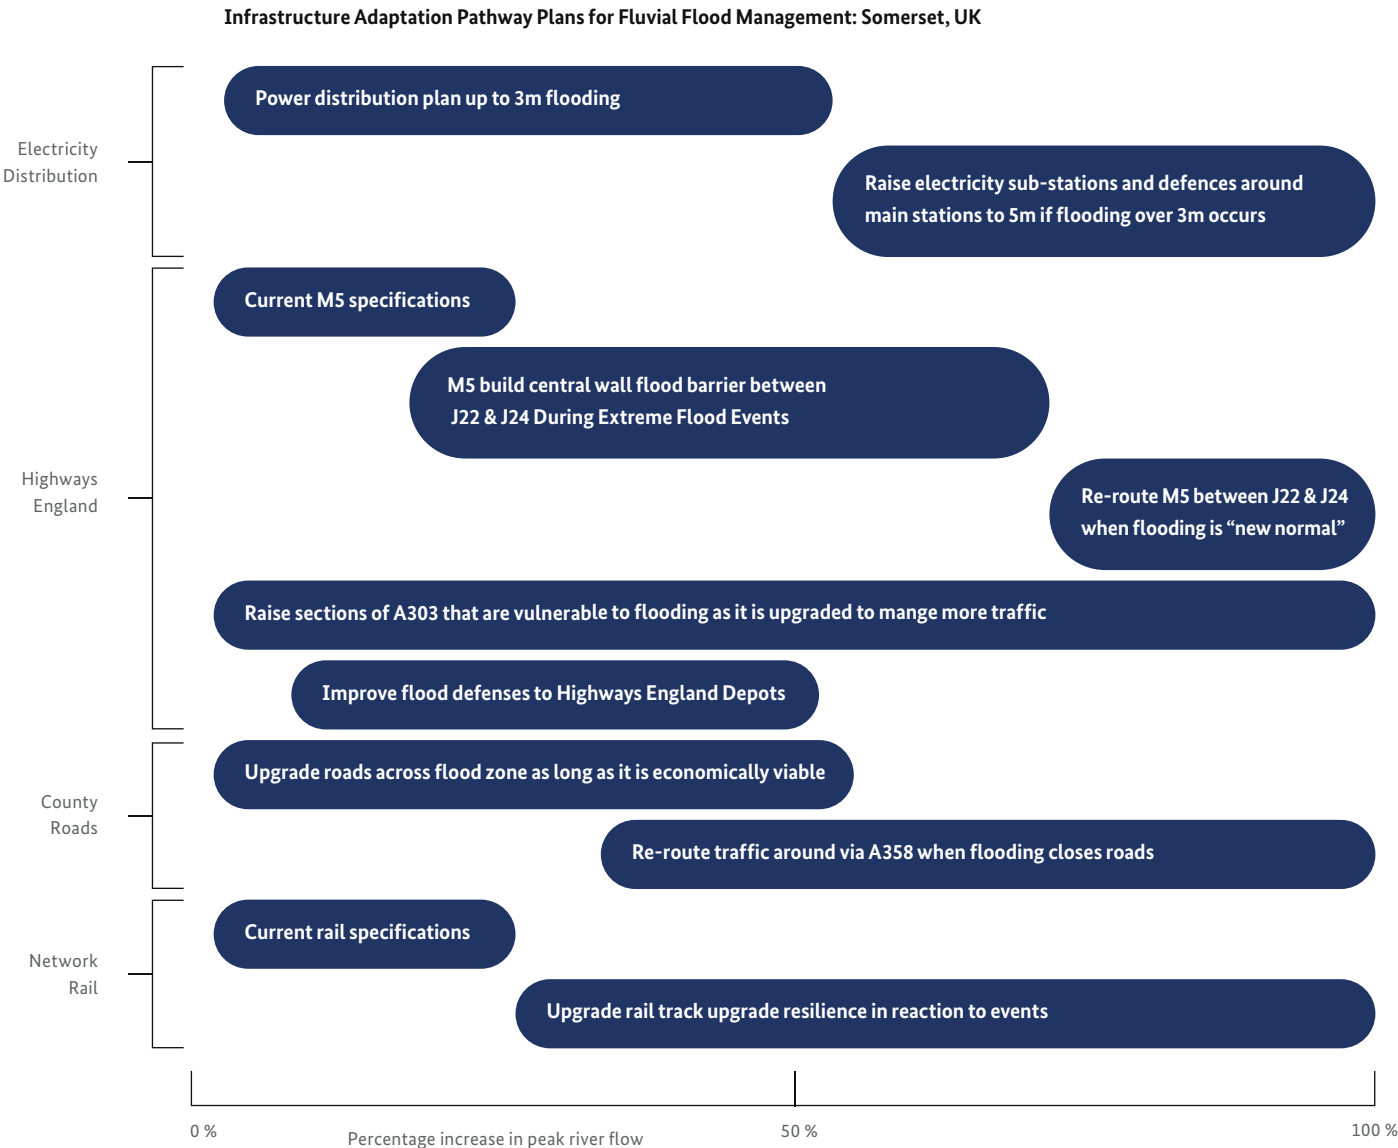 Infrastructure Adaptation Pathway Plans for Fluvial Flood Management: Somerset, UK
Electricity
Distribution
Power distribution plan up to 3m flooding
Raise electricity sub-stations and defences around
main stations to 5m if flooding over 3m occurs
Highways
England
Current M5 specifications
M5 build central wall flood barrier between
J22 & J24 During Extreme Flood Events
Re-route M5 between J22 & J24
when flooding is “new normal”
Raise sections of A303 that are vulnerable to flooding as it is upgraded to mange more traffic
Improve flood defenses to Highways England Depots
County
Roads
Upgrade roads across flood zone as long as it is economically viable
Re-route traffic around via A358 when flooding closes roads
Network
Rail
Current rail specifications
Upgrade rail track upgrade resilience in reaction to events
0 %
50 %
100 %
Percentage increase in peak river flow